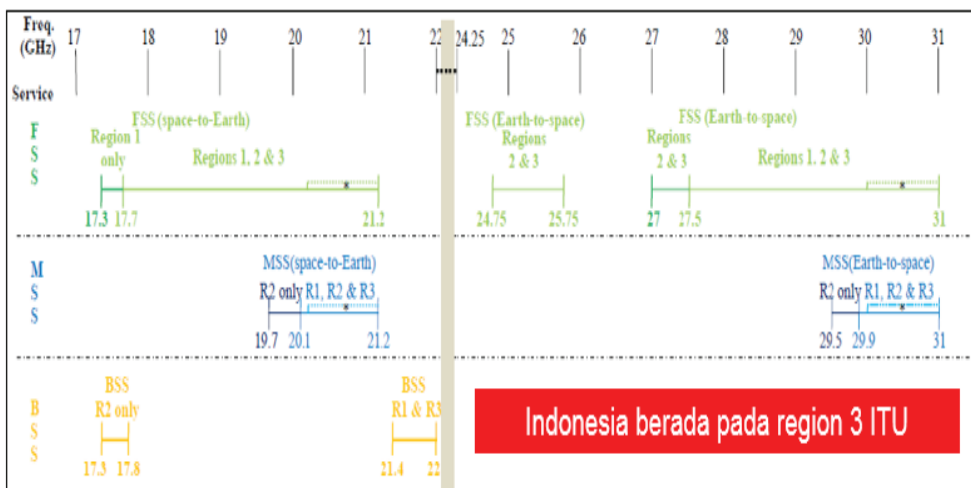 Freq.
(GHz)
17 18 19 20 21 22 24.25 25 26 27 28 29 30 31
Service
F
S
S
FSS (space-to-Earth)
Region 1
only
Regions 1, 2 & 3
*
17.3 17.7 21.2
FSS (Earth-to-space)
Regions
2 & 3
24.75 25.75
FSS (Earth-to-space)
Regions
2 & 3
Regions 1, 2 & 3
*
27 27.5 31
M
S
S
MSS(space-to-Earth)
R2 only R1, R2 & R3
*
19.7 20.1 21.2
MSS(Earth-to-space)
R2 only R1, R2 & R3
*
29.5 29.9 31
B
S
S
BSS
R2 only
17.3 17.8
BSS
R1 & R3
21.4 22
Indonesia berada pada region 3 ITU